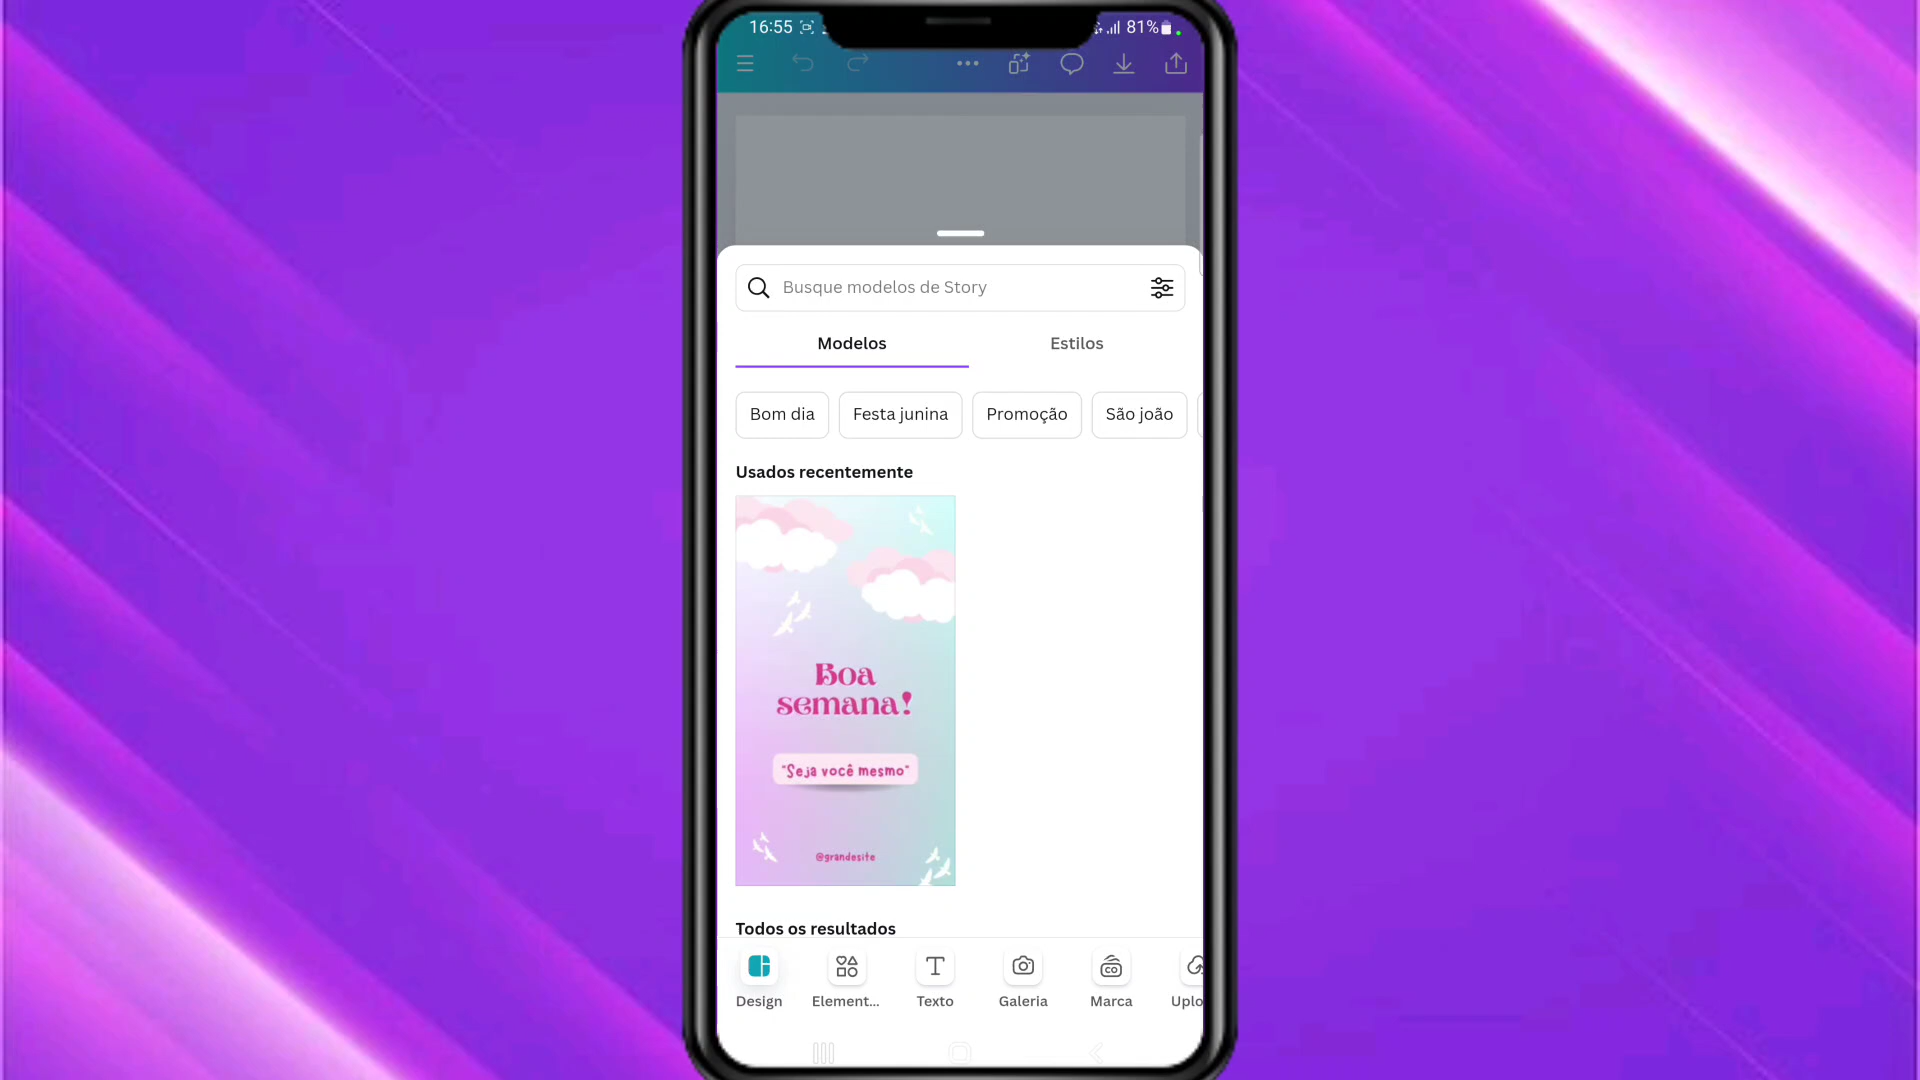 16:55
81%
Busque modelos de Story
Modelos
Estilos
Bom dia
Festa junina
Promoção
São joão
Usados recentemente
Boa
semana!
"Seja você mesmo"
@grandesite
Todos os resultados
CO
Design
Element...
Texto
Galeria
Marca
Uplo